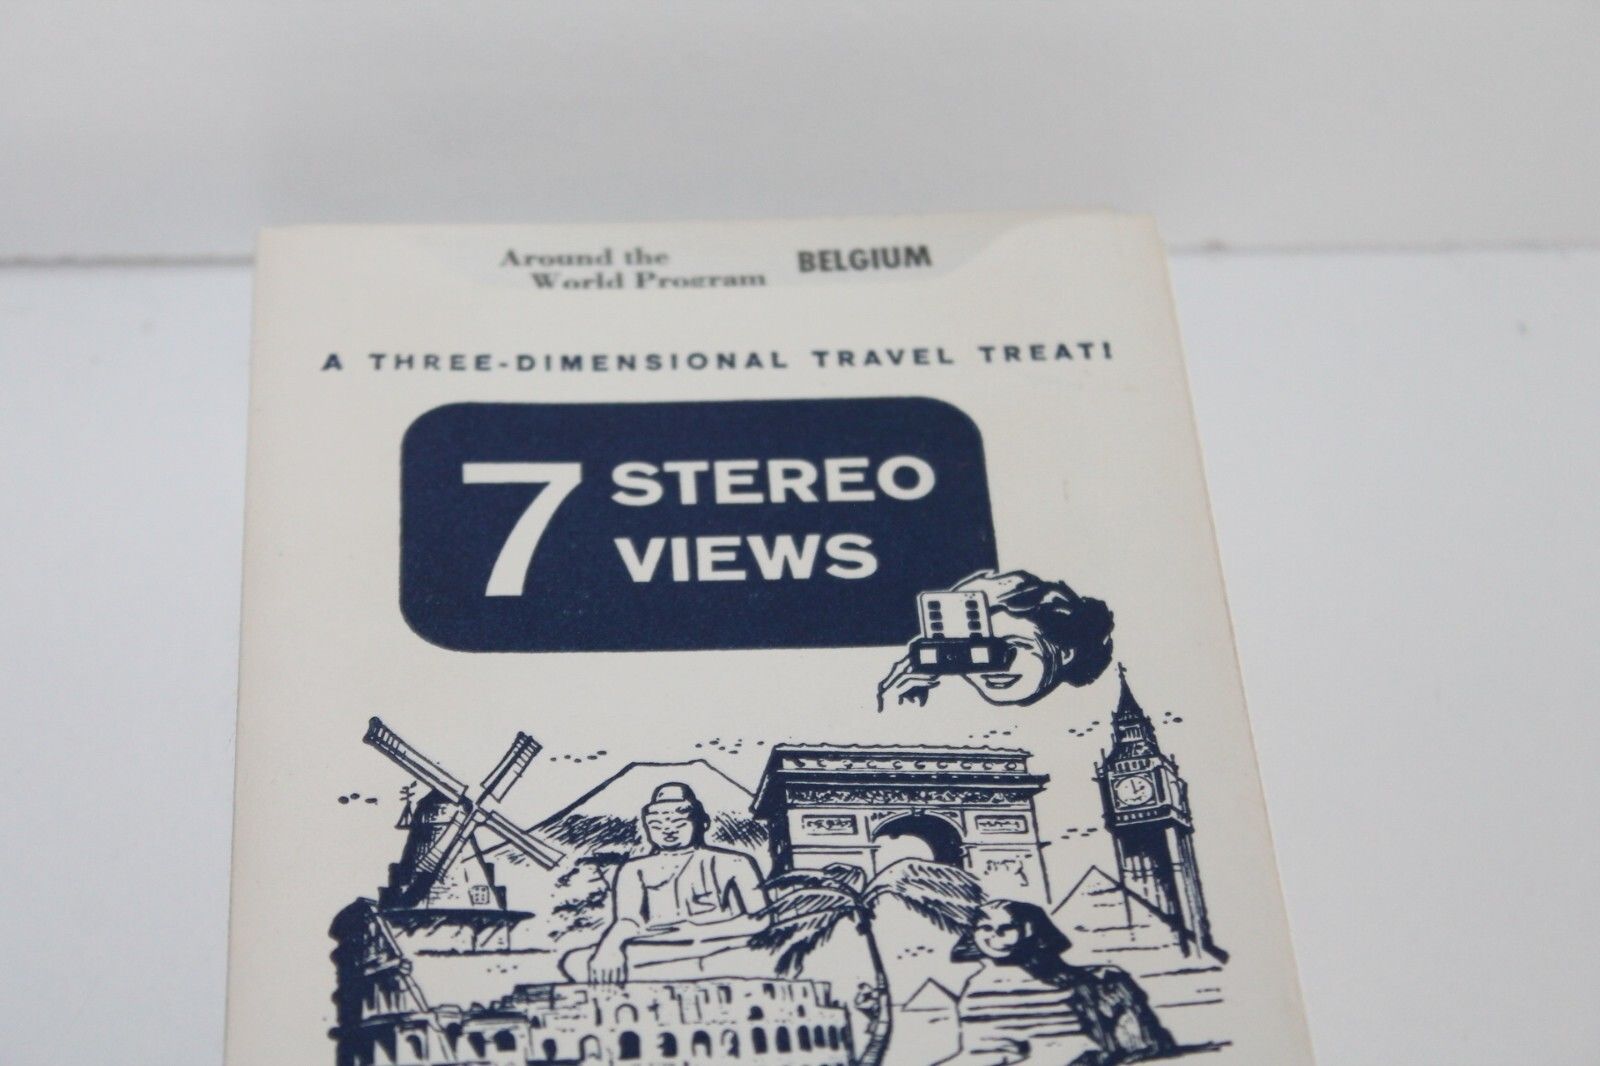 Around the
World Program
BELGIUM
A THREE-DIMENSIONAL TRAVEL TREAT!
7 STEREO
VIEWS